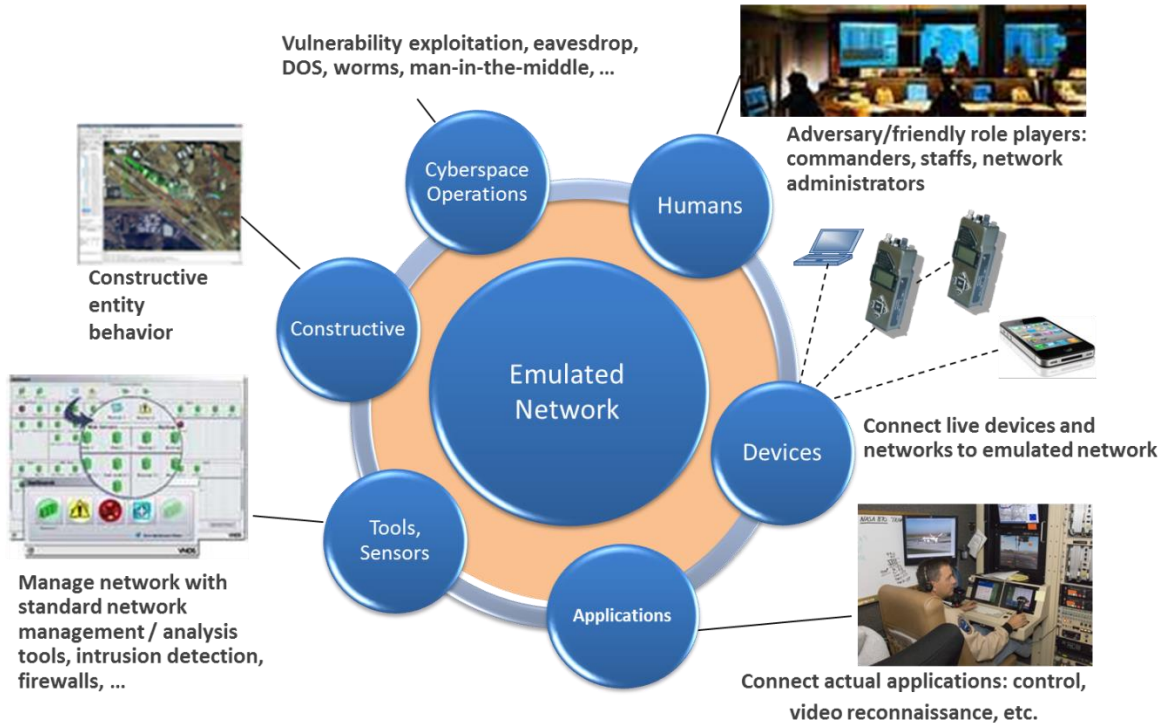 Vulnerability exploitation, eavesdrop,
DOS, worms, man-in-the-middle, ...
Adversary/friendly role players:
commanders, staffs, network
administrators
Cyberspace
Operations
Humans
Constructive
entity
behavior
Constructive
Emulated
Network
Devices
Connect live devices and
networks to emulated network
Tools,
Sensors
Applications
Manage network with
standard network
management / analysis
tools, intrusion detection,
firewalls, ...
Connect actual applications: control,
video reconnaissance, etc.